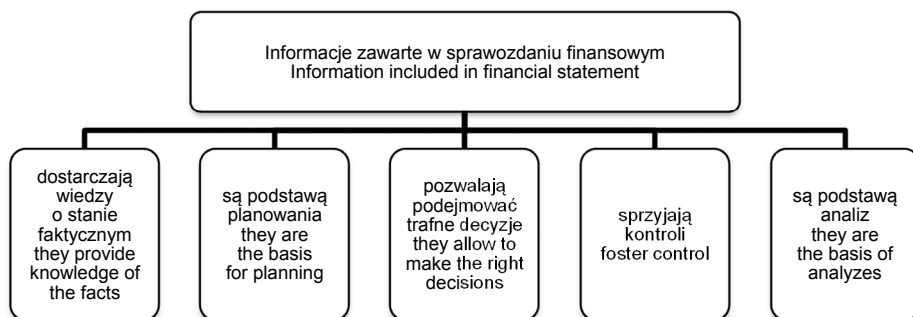 Informacje zawarte w sprawozdaniu finansowym
Information included in financial statement
dostarczają
wiedzy
o stanie
faktycznym
they provide
knowledge of
the facts
są podstawą
planowania
they are
the basis
for planning
pozwalają
podejmować
trafne decyzje
they allow to
make the right
decisions
sprzyjają
kontroli
foster control
są podstawą
analiz
they are
the basis of
analyzes